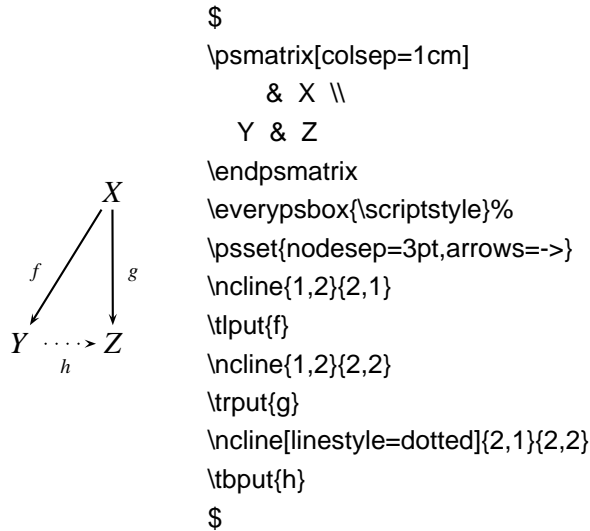 X
f
g
Y
Z
h
$
\psmatrix[colsep=1cm]
& X \\
Y & Z
\endpsmatrix
\everypsbox{\scriptstyle}%
\psset{nodesep=3pt,arrows=->}
\ncline{1,2}{2,1}
\tlput{f}
\ncline{1,2}{2,2}
\trput{g}
\ncline[linestyle=dotted]{2,1}{2,2}
\tbput{h}
$